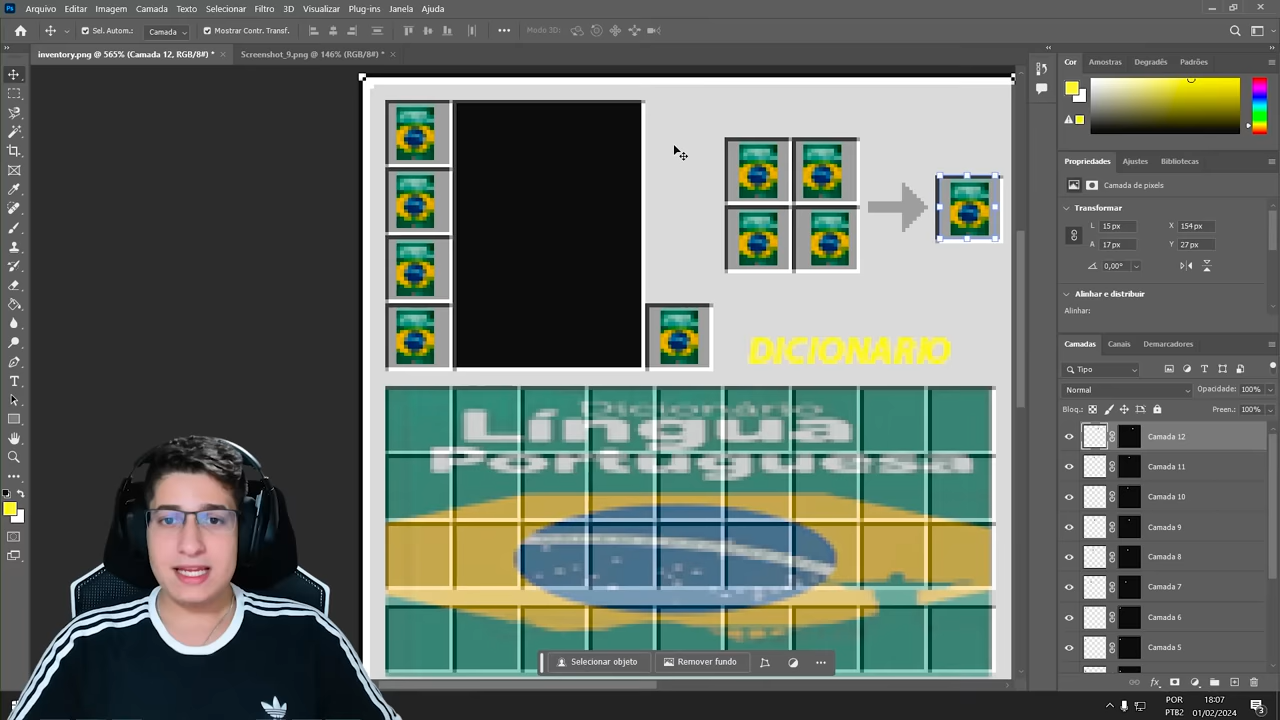 Arquivo Editar Imagem Camada Texto Selecionar Filtro 3D Visualizar Plug-ins Janela Ajuda
Sel. Autom.: Camada Mostrar Contr. Transf. Modo 3D:
inventory.png @ 565% (Camada 12, RGB/8#) * Screenshot_9.png @ 146% (RGB/8#) *
Cor Amostras Degradês Padrões
Propriedades Ajustes Bibliotecas
Camada de pixels
Transformar
L 15 px X 154 px
A 17 px Y 27 px
0,00°
Alinhar e distribuir
Alinhar:
Camadas Canais Demarcadores
Tipo
Normal Opacidade: 100%
Bloq.: Preen.: 100%
Camada 12
Camada 11
Camada 10
Camada 9
Camada 8
Camada 7
Camada 6
Camada 5
DICIONARIO
Dicionário
Língua
Portuguesa
Selecionar objeto Remover fundo
adidas
POR
PTB2
18:07
01/02/2024
3